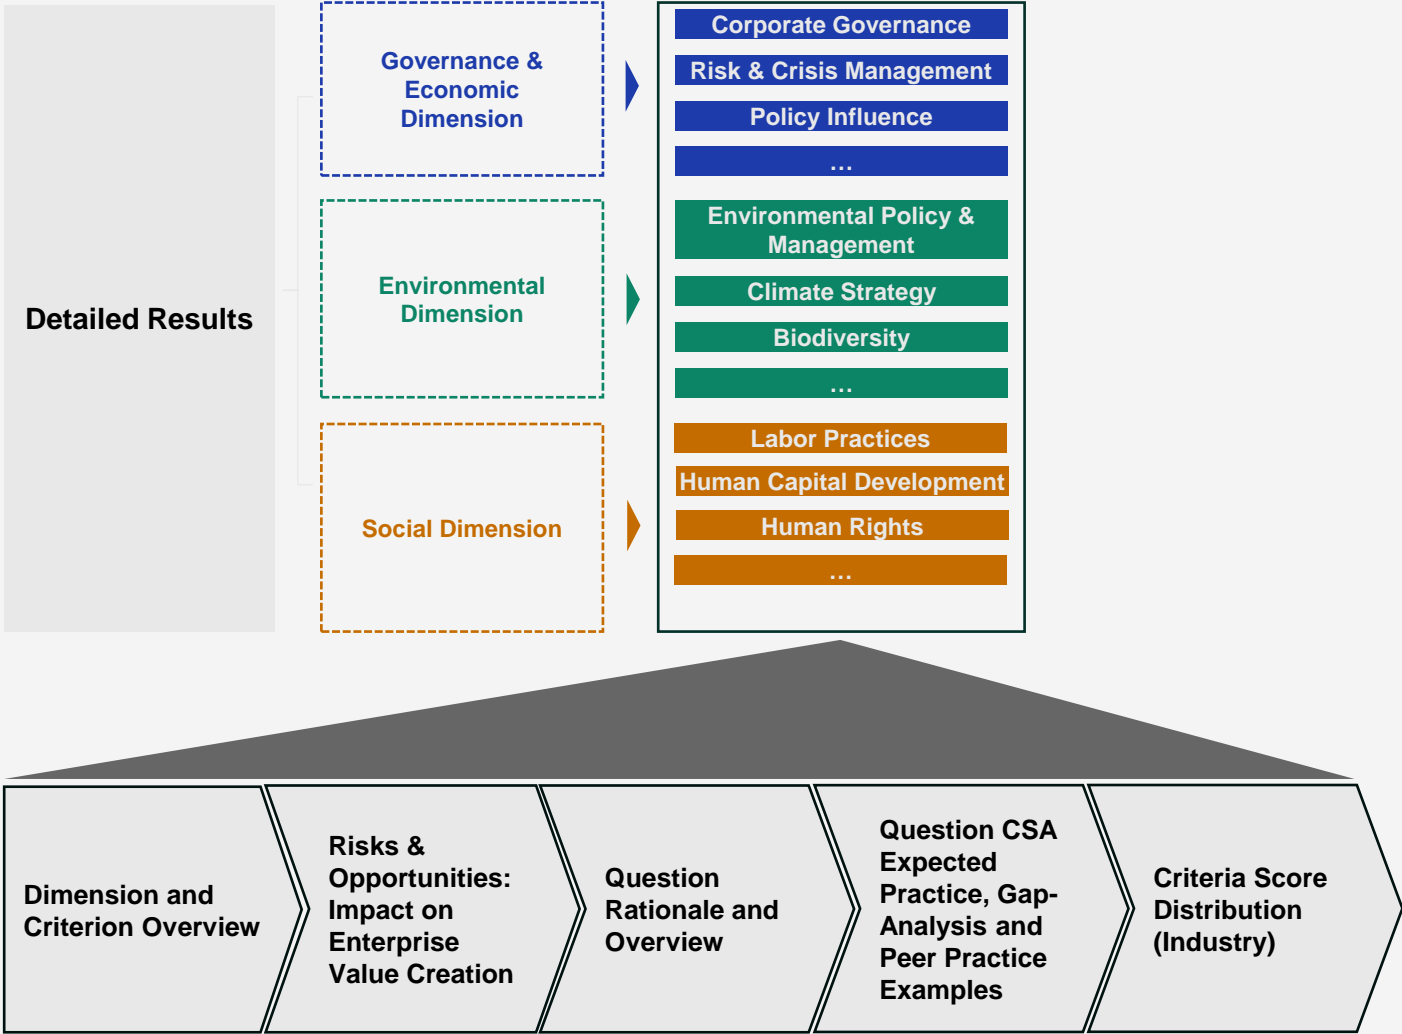 Detailed Results
Governance &
Economic
Dimension
Corporate Governance
Risk & Crisis Management
Policy Influence
...
Environmental
Dimension
Environmental Policy &
Management
Climate Strategy
Biodiversity
...
Social Dimension
Labor Practices
Human Capital Development
Human Rights
...
Dimension and
Criterion Overview
Risks &
Opportunities:
Impact on
Enterprise
Value Creation
Question
Rationale and
Overview
Question CSA
Expected
Practice, Gap-
Analysis and
Peer Practice
Examples
Criteria Score
Distribution
(Industry)